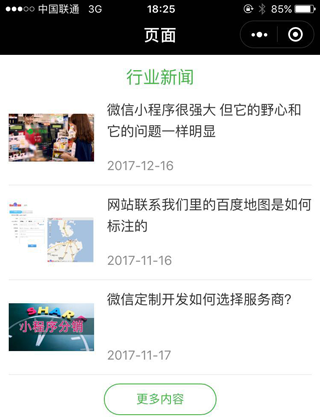 中国联通 3G 18:25 85%
页面
行业新闻
微信小程序很强大 但它的野心和
它的问题一样明显
2017-12-16
网站联系我们里的百度地图是如何
标注的
2017-11-16
微信定制开发如何选择服务商？
小程序分销
2017-11-17
更多内容